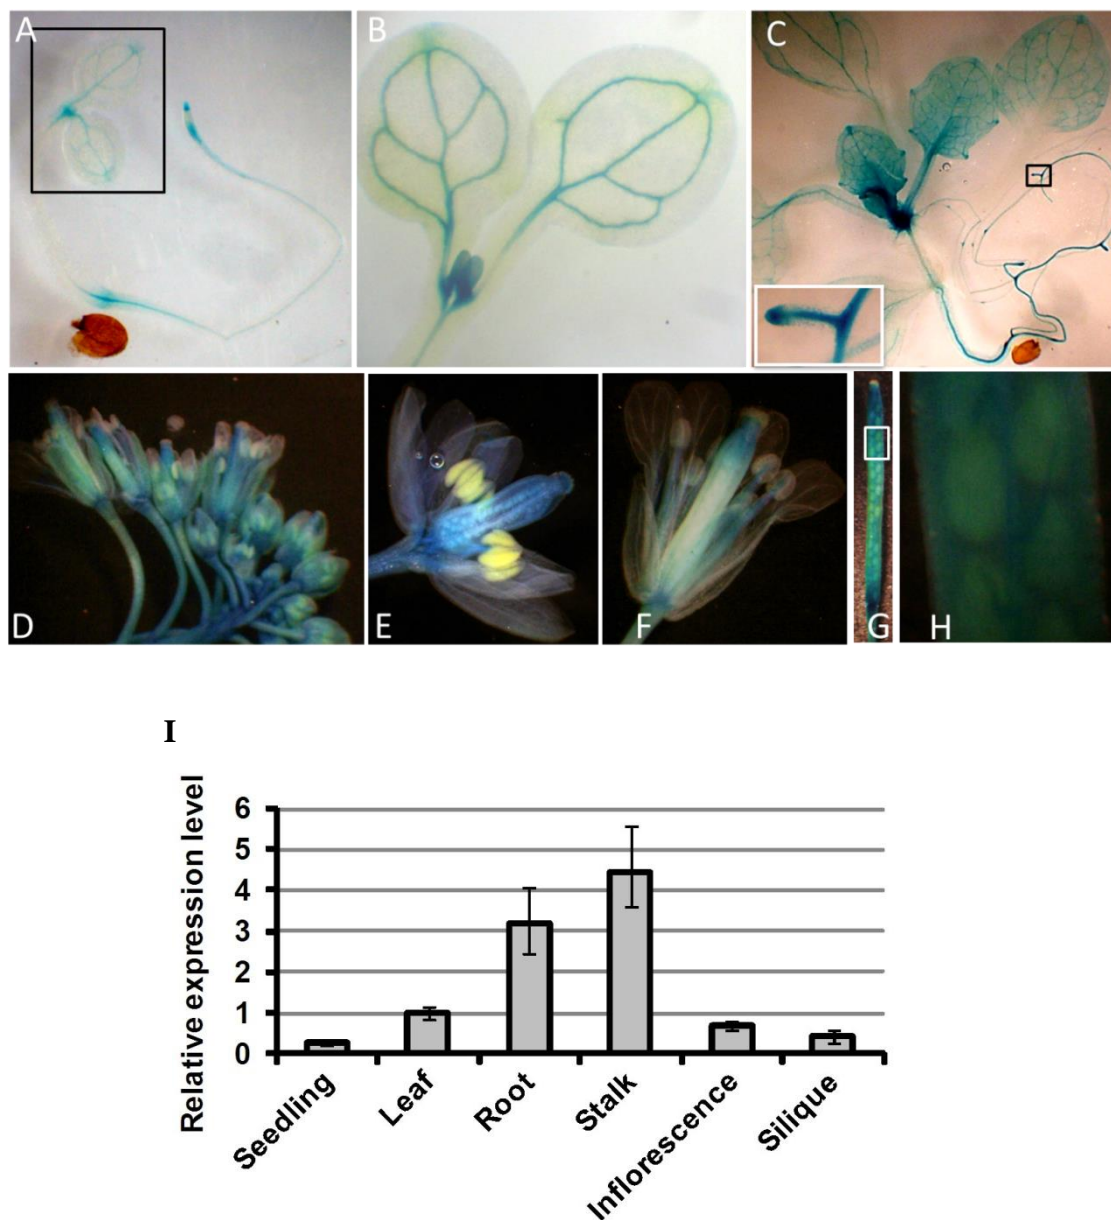 A
B
C
D
E
F
G
H
I
Relative expression level
6
5
4
3
2
1
0
Seedling
Leaf
Root
Stalk
Inflorescence
Silique